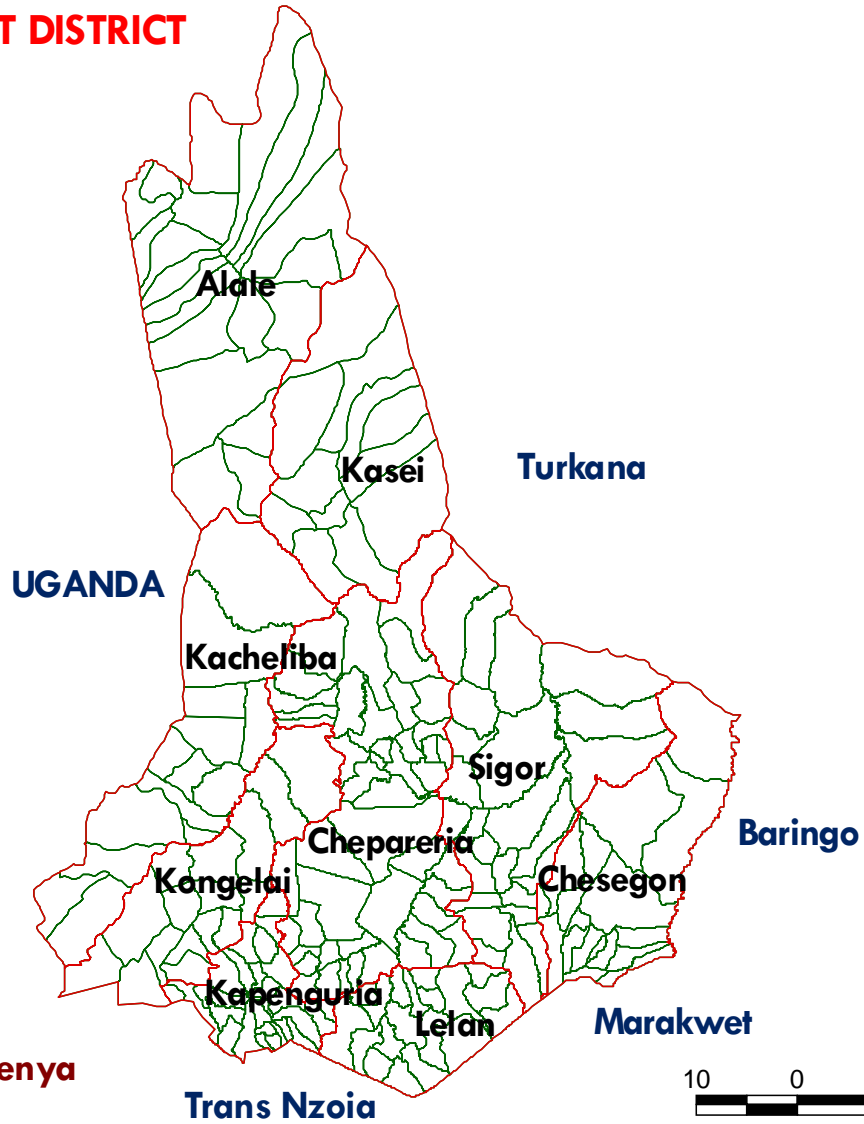 T DISTRICT
Alale
Kasei
Turkana
UGANDA
Kacheliba
Sigor
Chepareria
Baringo
Kongelai
Chesegon
Kapenguria
Lelan
Marakwet
enya
10 0
Trans Nzoia